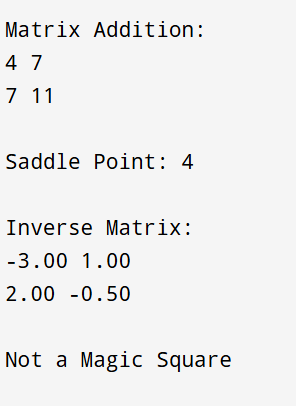 Matrix Addition:
4 7
7 11
Saddle Point: 4
Inverse Matrix:
-3.00 1.00
2.00 -0.50
Not a Magic Square